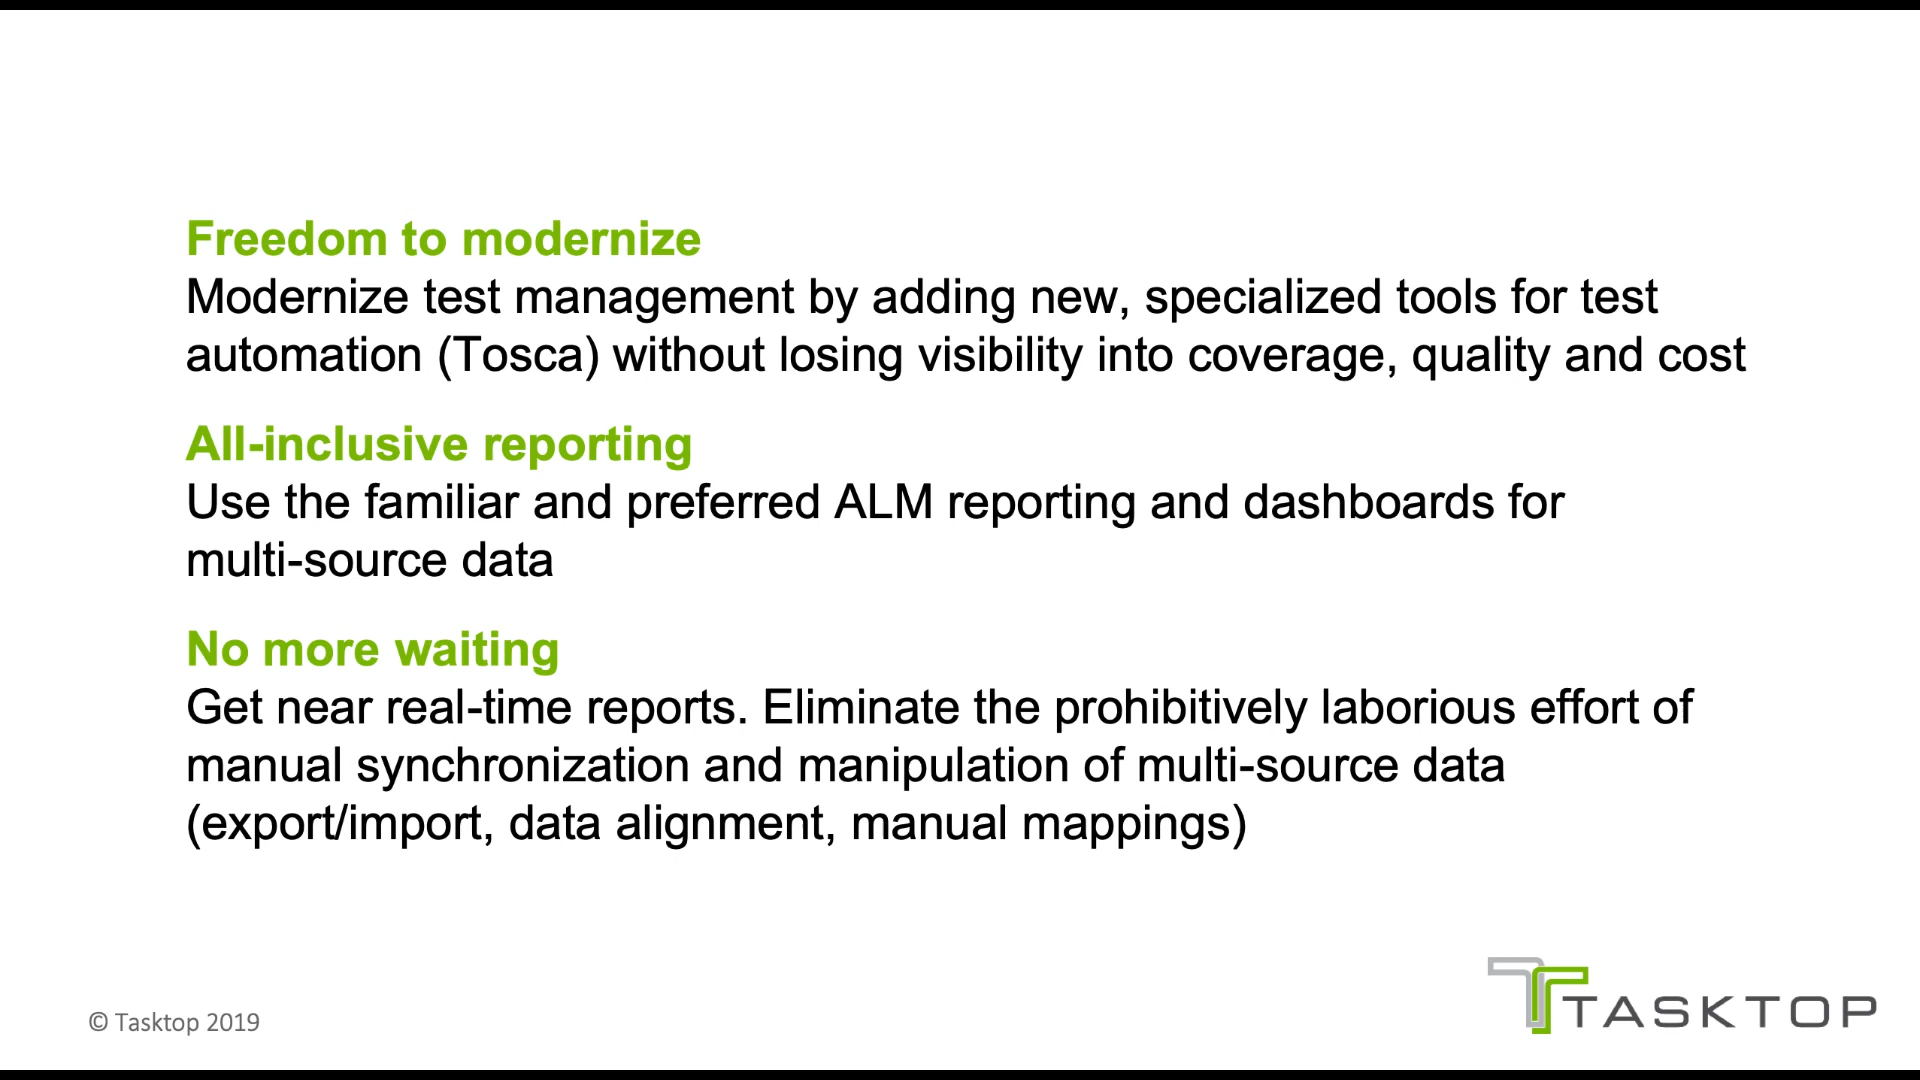 Freedom to modernize
Modernize test management by adding new, specialized tools for test
automation (Tosca) without losing visibility into coverage, quality and cost
All-inclusive reporting
Use the familiar and preferred ALM reporting and dashboards for
multi-source data
No more waiting
Get near real-time reports. Eliminate the prohibitively laborious effort of
manual synchronization and manipulation of multi-source data
(export/import, data alignment, manual mappings)
© Tasktop 2019
TASKTOP